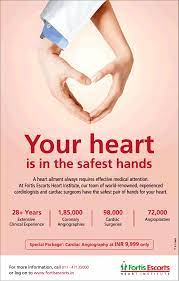 Your heart
is in the safest hands
A heart ailment always requires effective medical attention.
At Fortis Escorts Heart Institute, our team of world-renowned, experienced
cardiologists and cardiac surgeons have the safest pair of hands for your heart.
28+ Years
Extensive
Clinical Experience
1,85,000
Coronary
Angiographies
98,000
Cardiac
Surgeries
72,000
Angioplasties
Special Package*: Cardiac Angiography at INR 9,999 only
For more information, call 011 -
or log on to www.fortisescorts.in
Fortis Escorts
HEART INSTITUTE